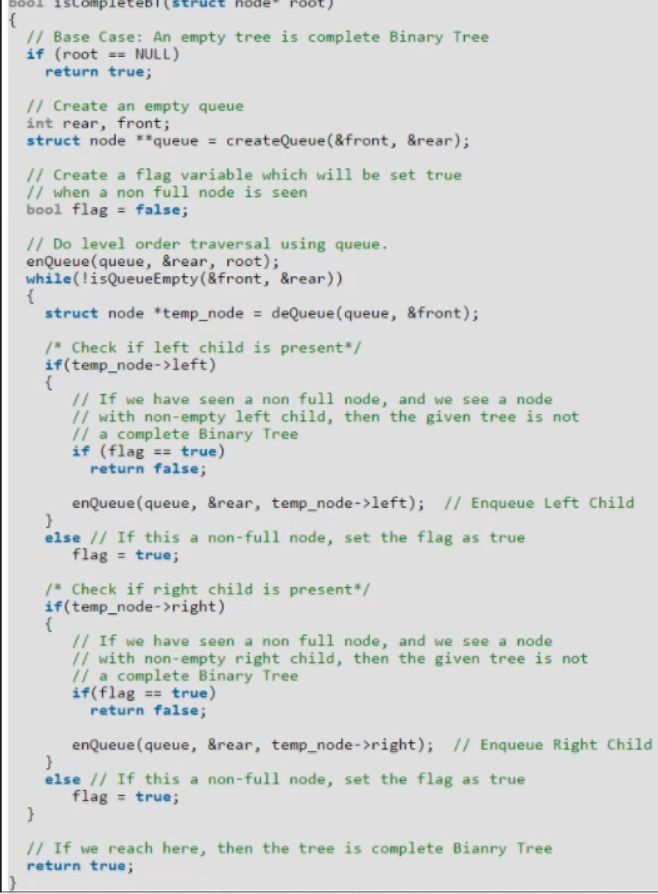 bool isCompleteBT(struct node* root)
{
// Base Case: An empty tree is complete Binary Tree
if (root == NULL)
return true;
// Create an empty queue
int rear, front;
struct node **queue = createQueue(&front, &rear);
// Create a flag variable which will be set true
// when a non full node is seen
bool flag = false;
// Do level order traversal using queue.
enQueue(queue, &rear, root);
while(!isQueueEmpty(&front, &rear))
{
struct node *temp_node = deQueue(queue, &front);
/* Check if left child is present*/
if(temp_node->left)
{
// If we have seen a non full node, and we see a node
// with non-empty left child, then the given tree is not
// a complete Binary Tree
if (flag == true)
return false;
enQueue(queue, &rear, temp_node->left);  // Enqueue Left Child
}
else // If this a non-full node, set the flag as true
flag = true;
/* Check if right child is present*/
if(temp_node->right)
{
// If we have seen a non full node, and we see a node
// with non-empty right child, then the given tree is not
// a complete Binary Tree
if(flag == true)
return false;
enQueue(queue, &rear, temp_node->right);  // Enqueue Right Child
}
else // If this a non-full node, set the flag as true
flag = true;
}
// If we reach here, then the tree is complete Bianry Tree
return true;
}